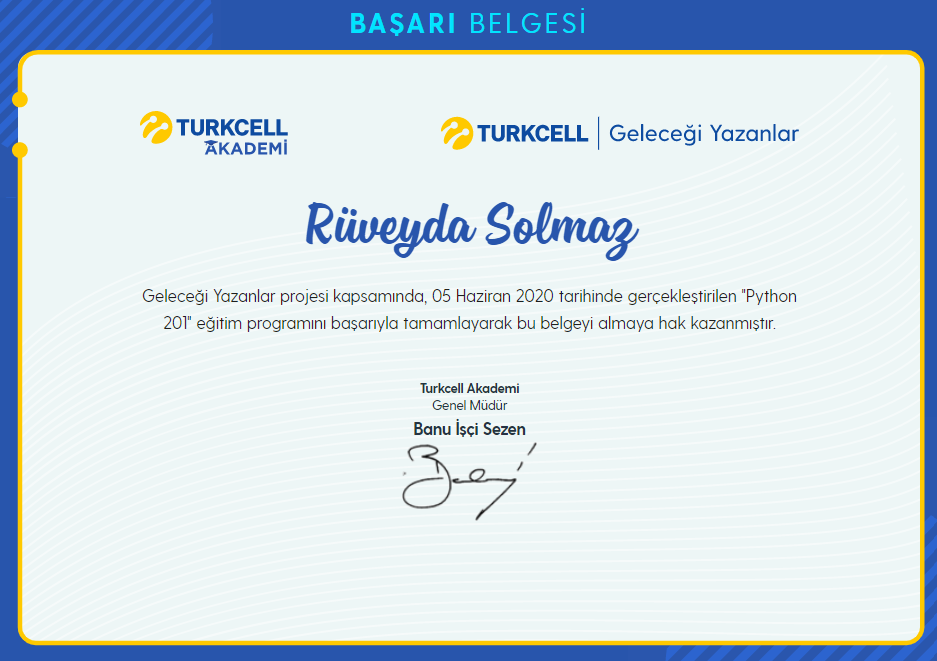 BAŞARI BELGESİ
TURKCELL
AKADEMİ
TURKCELL | Geleceği Yazanlar
Rüveyda Solmaz
Geleceği Yazanlar projesi kapsamında, 05 Haziran 2020 tarihinde gerçekleştirilen "Python
201" eğitim programını başarıyla tamamlayarak bu belgeyi almaya hak kazanmıştır.
Turkcell Akademi
Genel Müdür
Banu İşçi Sezen